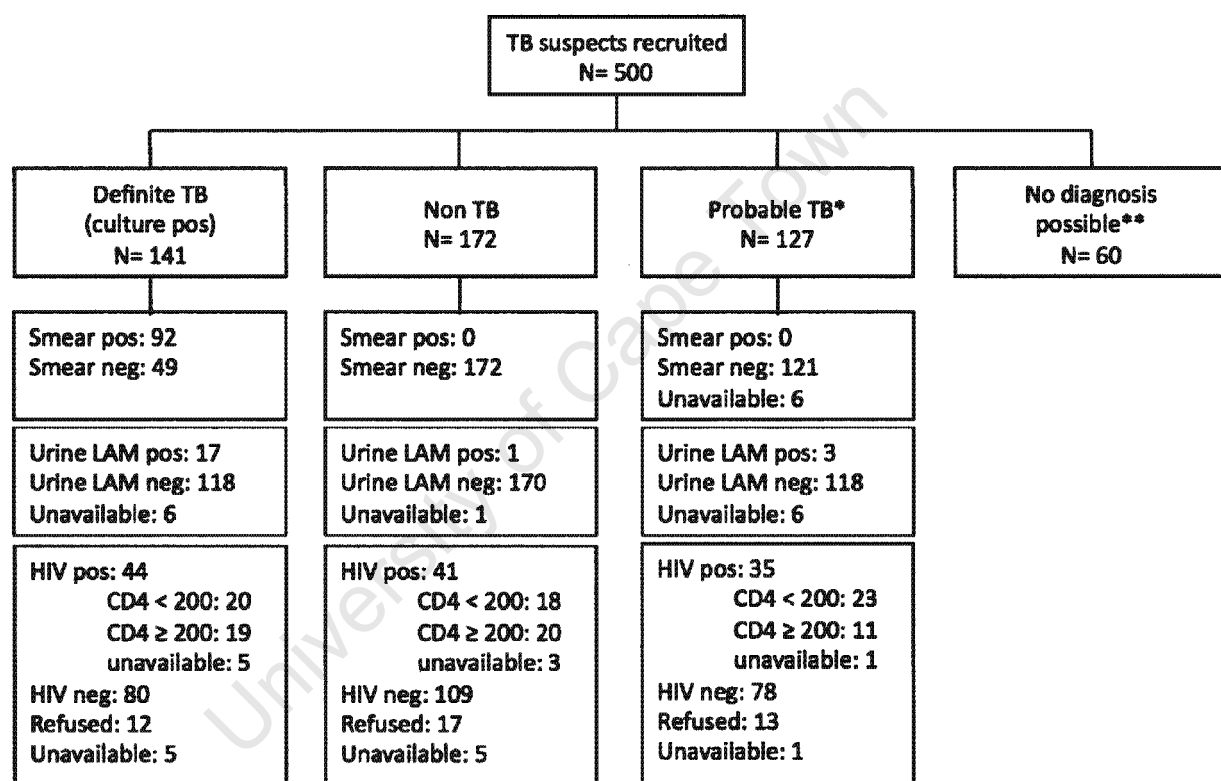 TB suspects recruited
N= 500
Definite TB
(culture pos)
N= 141
Non TB
N= 172
Probable TB*
N= 127
No diagnosis
possible**
N= 60
Smear pos: 92
Smear neg: 49
Smear pos: 0
Smear neg: 172
Smear pos: 0
Smear neg: 121
Unavailable: 6
Urine LAM pos: 17
Urine LAM neg: 118
Unavailable: 6
Urine LAM pos: 1
Urine LAM neg: 170
Unavailable: 1
Urine LAM pos: 3
Urine LAM neg: 118
Unavailable: 6
HIV pos: 44
CD4 < 200: 20
CD4 ≥ 200: 19
unavailable: 5
HIV neg: 80
Refused: 12
Unavailable: 5
HIV pos: 41
CD4 < 200: 18
CD4 ≥ 200: 20
unavailable: 3
HIV neg: 109
Refused: 17
Unavailable: 5
HIV pos: 35
CD4 < 200: 23
CD4 ≥ 200: 11
unavailable: 1
HIV neg: 78
Refused: 13
Unavailable: 1
University of Cape Town